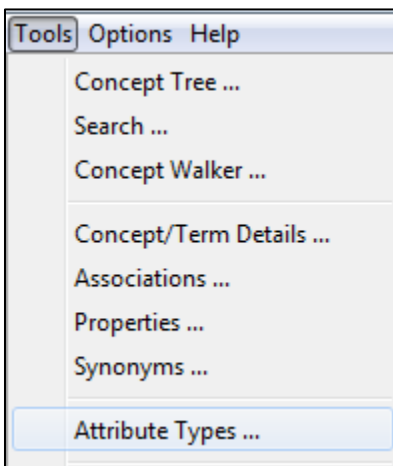 Tools Options Help
Concept Tree ...
Search ...
Concept Walker ...
Concept/Term Details ...
Associations ...
Properties ...
Synonyms ...
Attribute Types ...